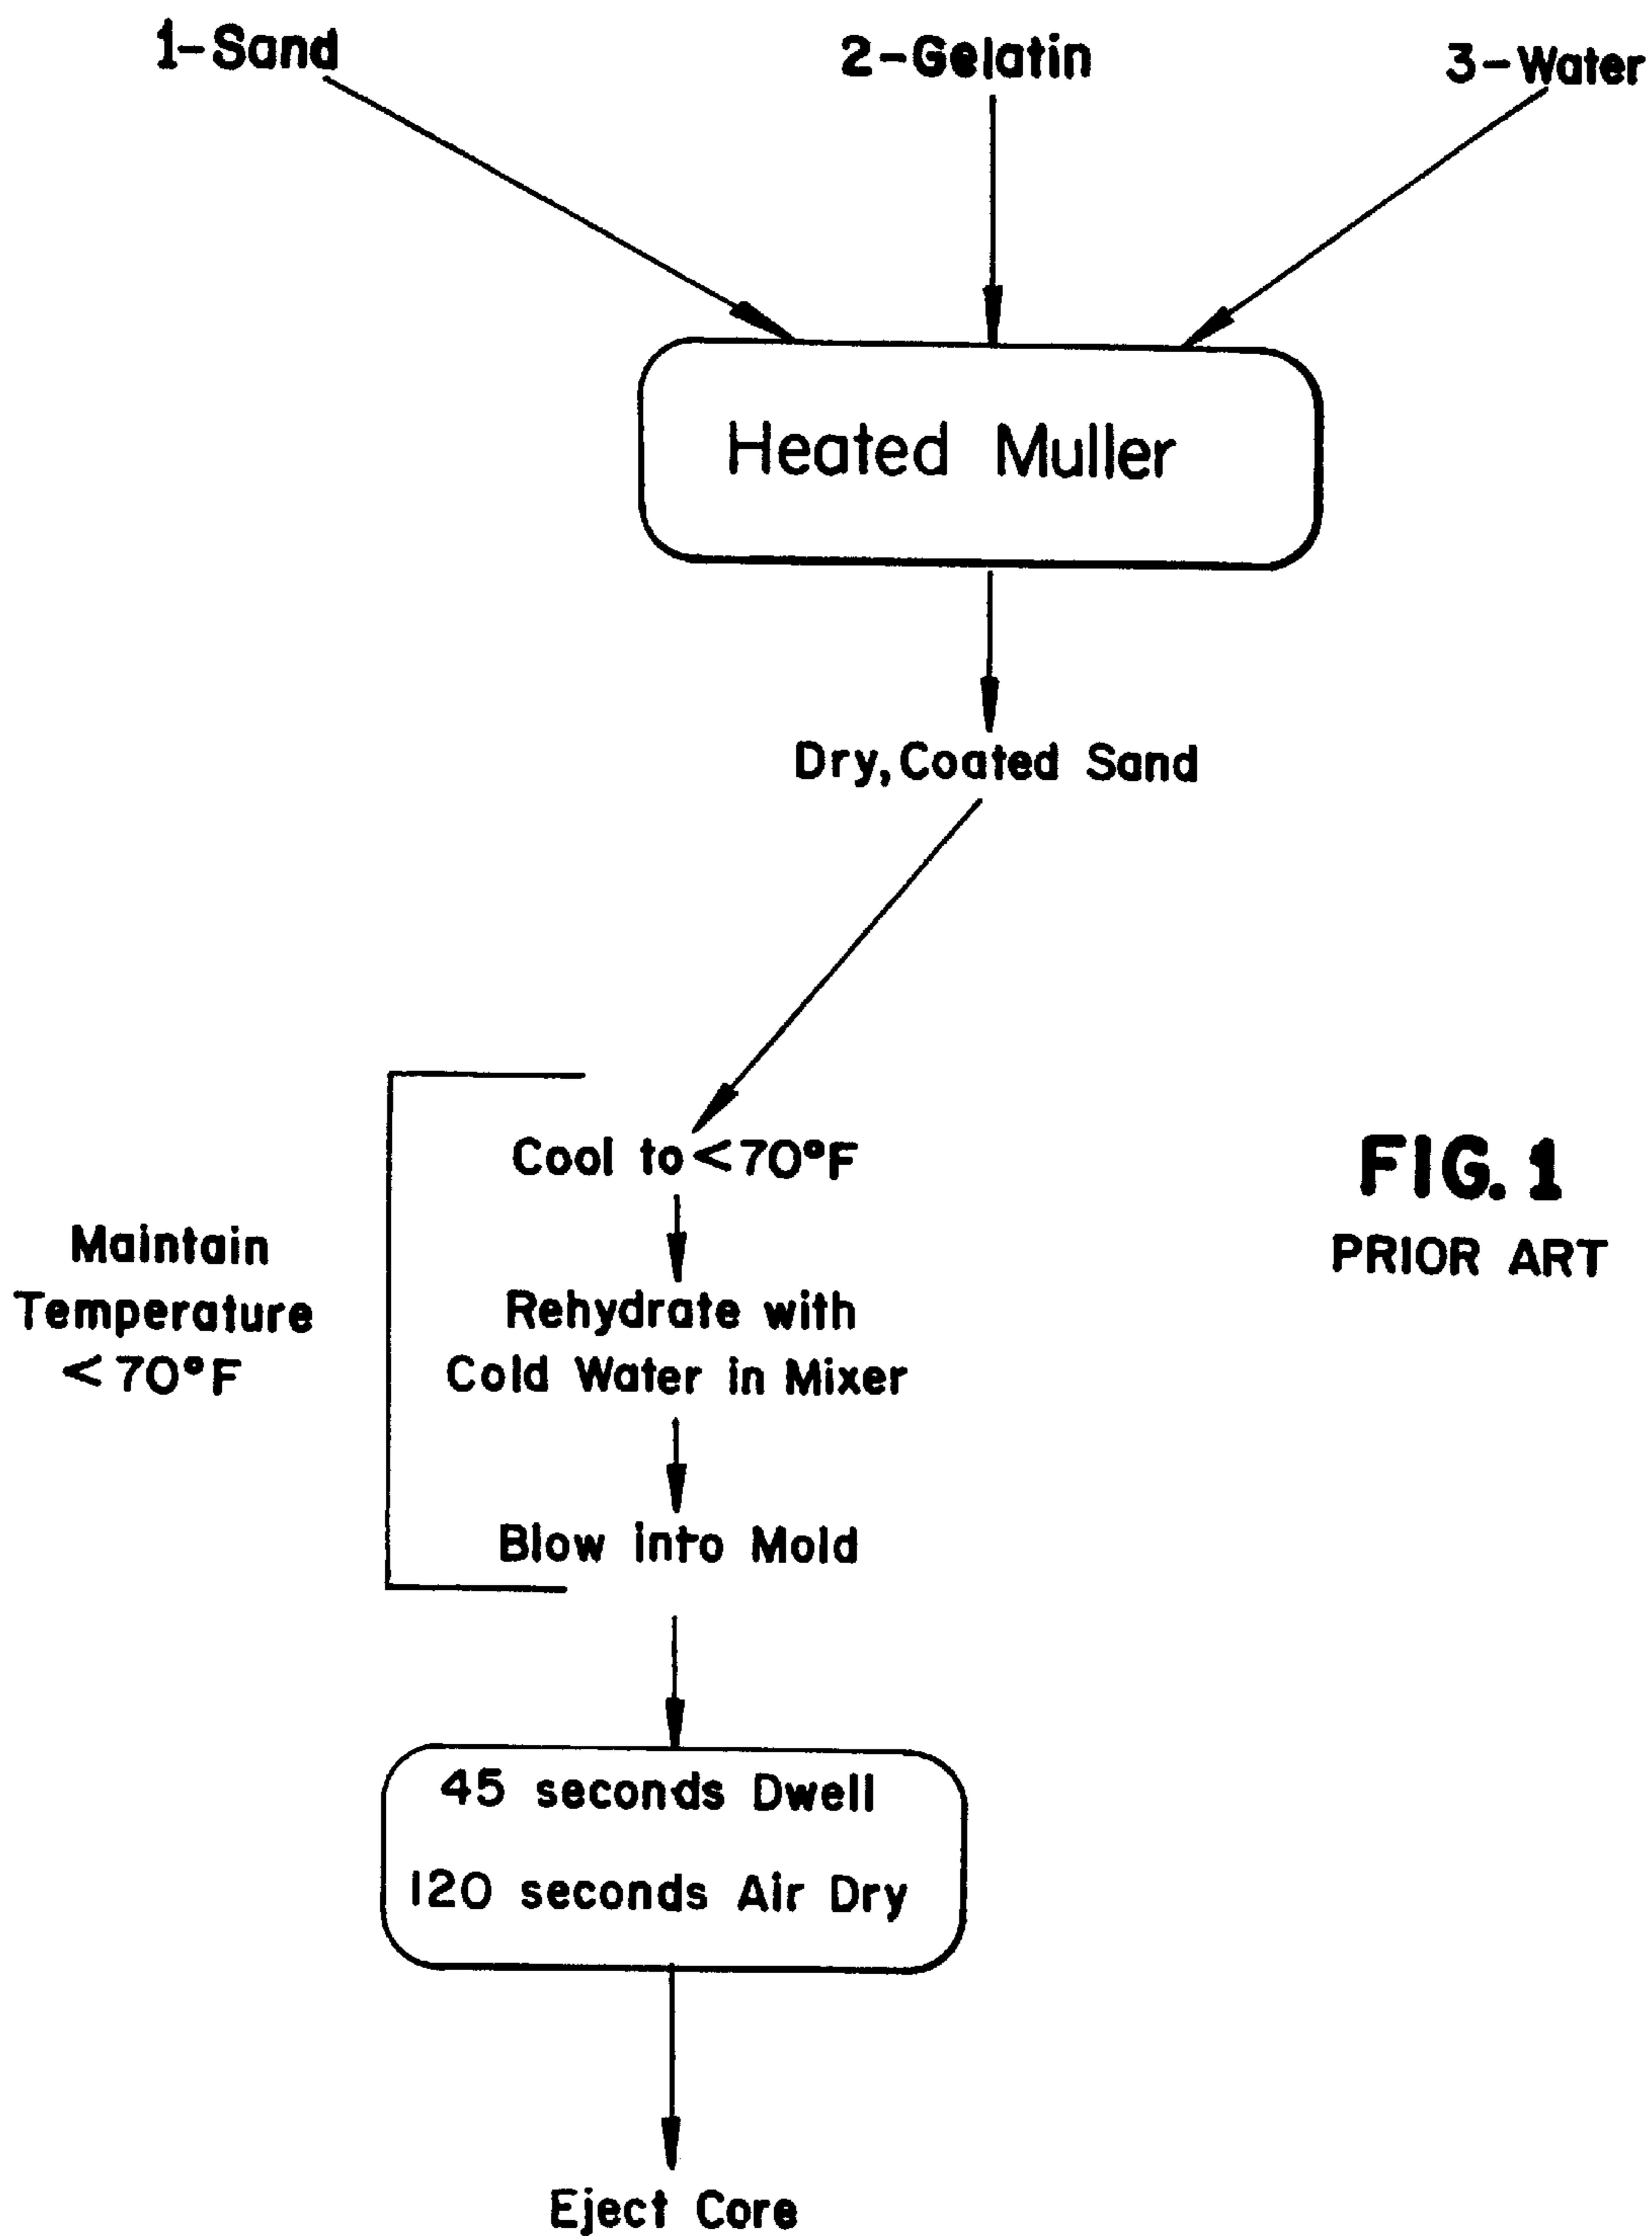 1-Sand
2-Gelatin
3-Water
Heated Muller
Dry, Coated Sand
Cool to <70°F
Maintain
Temperature
<70°F
Rehydrate with
Cold Water in Mixer
Blow into Mold
FIG. 1
PRIOR ART
45 seconds Dwell
120 seconds Air Dry
Eject Core